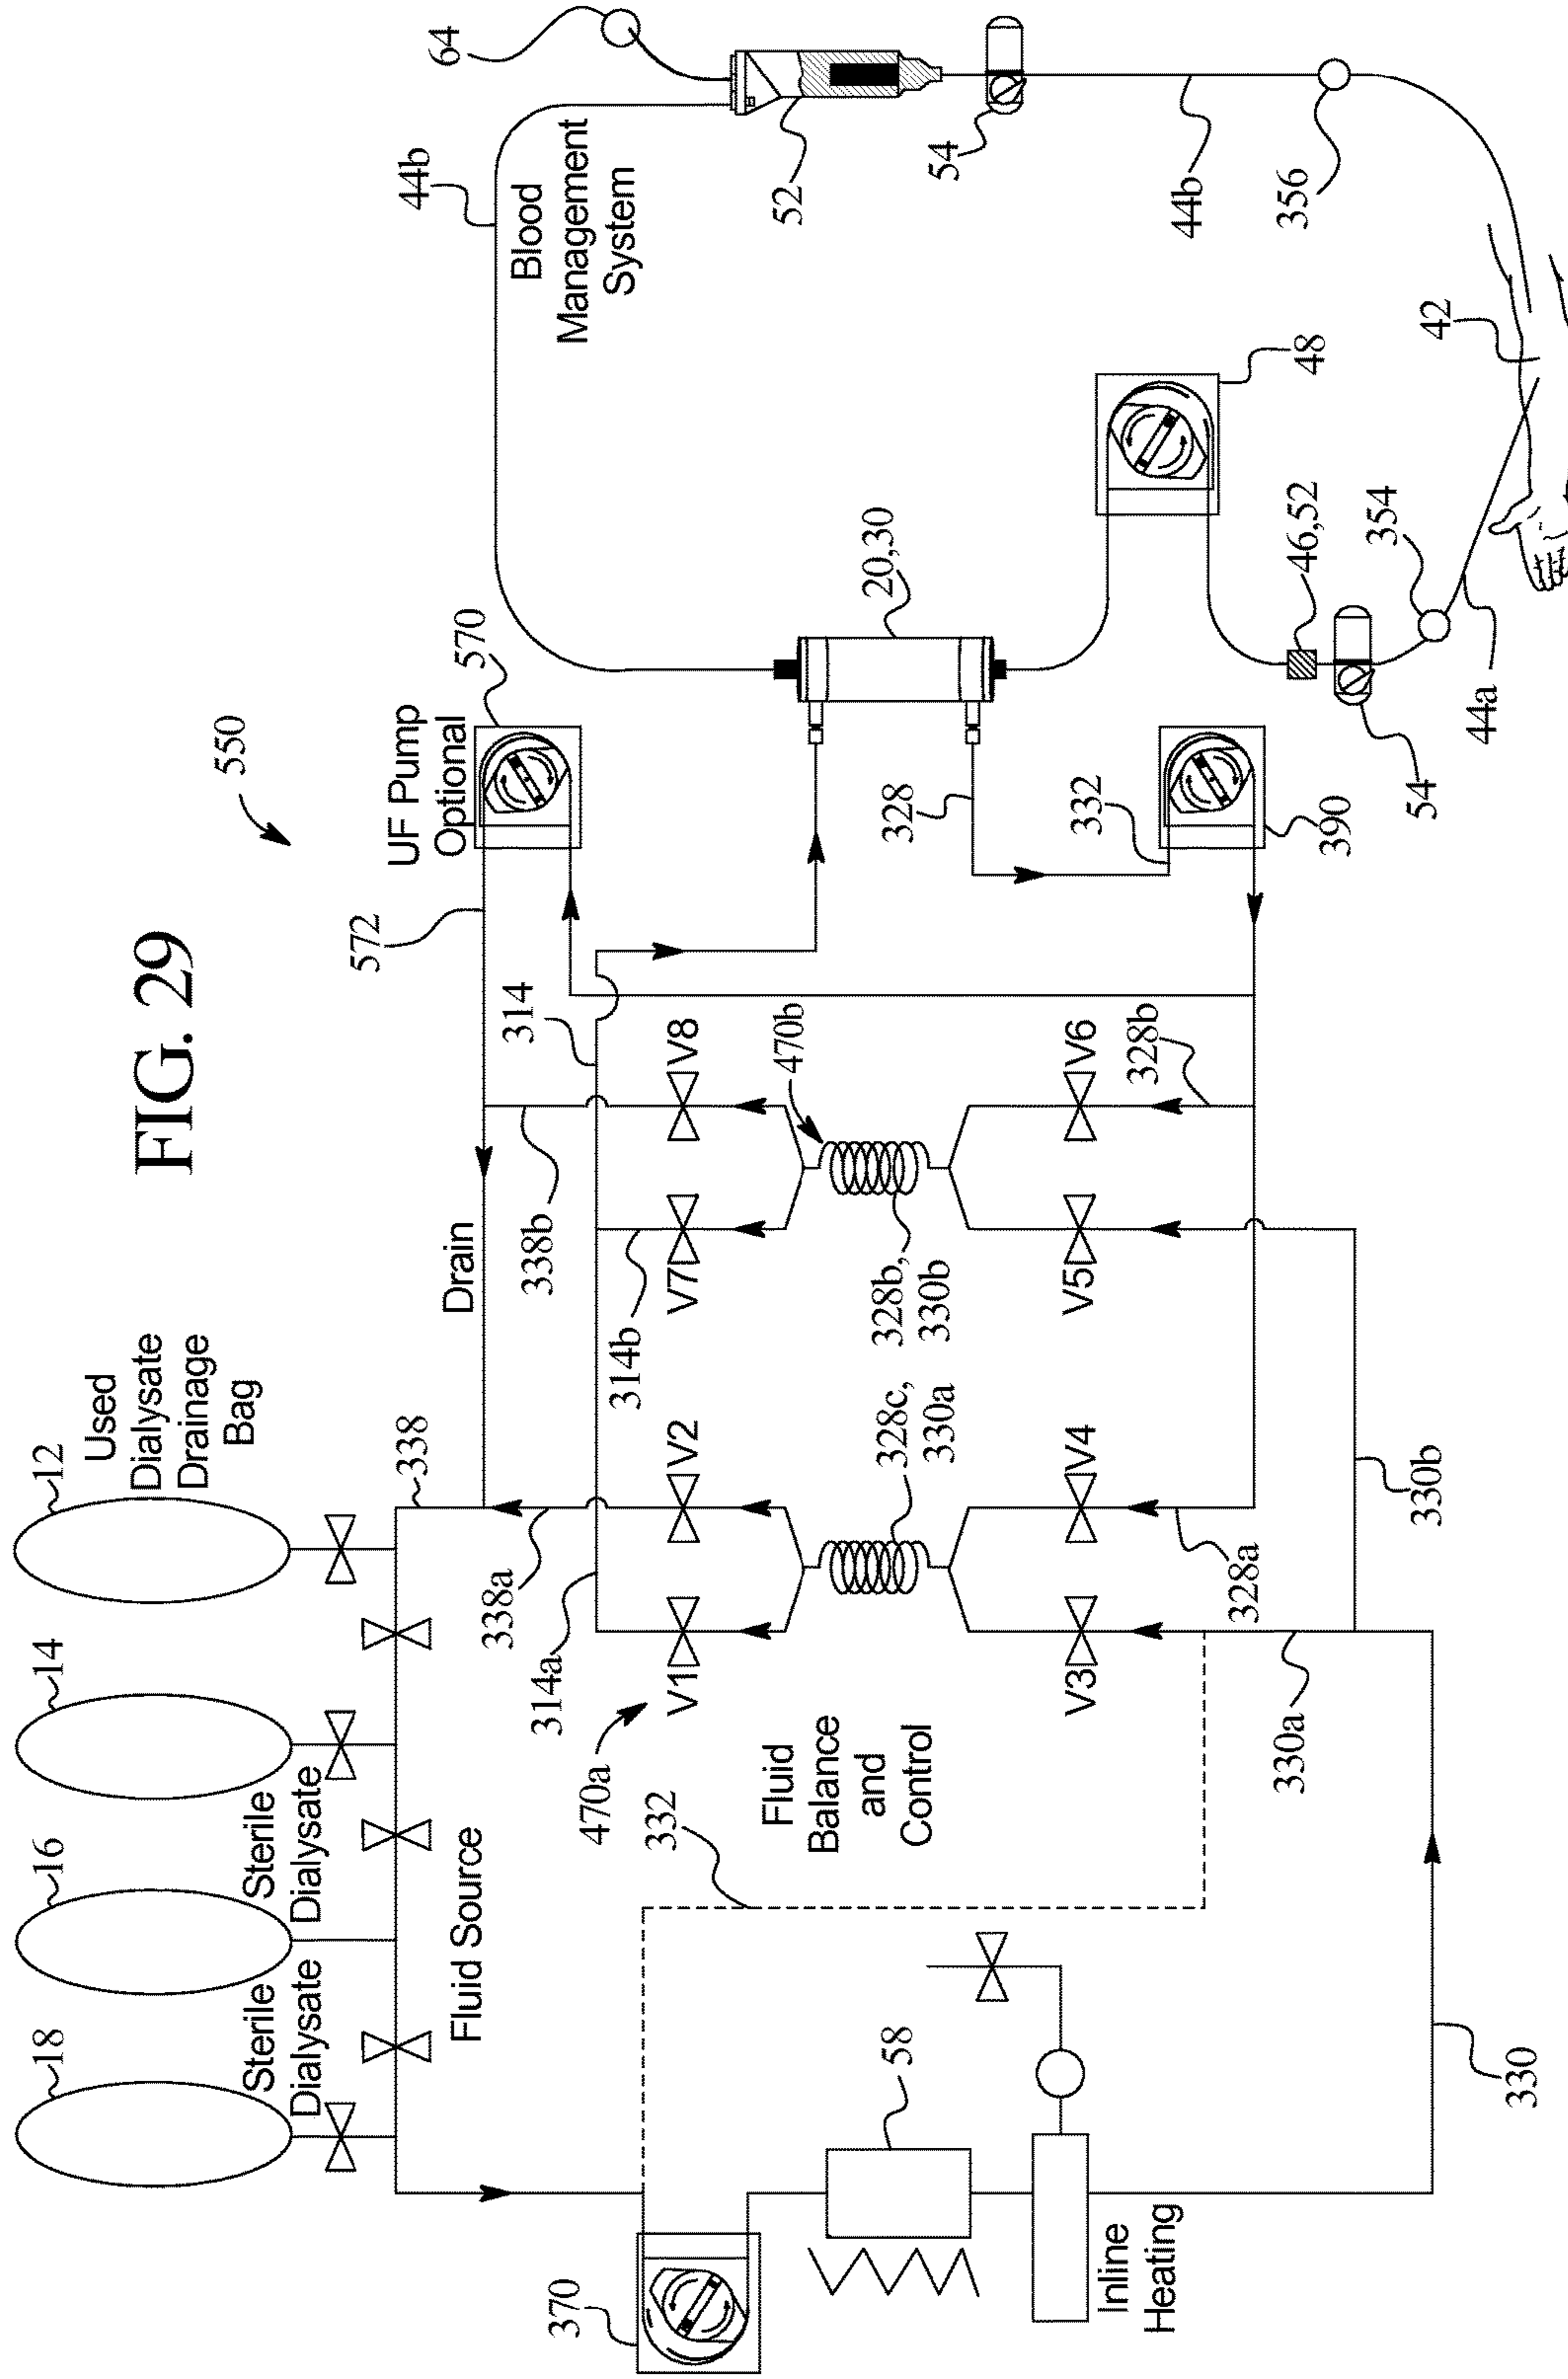 FIG. 29
550
18
16
14
12
Sterile
Dialysate
Sterile
Dialysate
Used
Dialysate
Drainage
Bag
Fluid Source
338
Drain
572
UF Pump
Optional
570
44b
64
Blood
Management
System
338a
314a
338b
314b
314
370
470a
V1
V2
V7
V8
332
Fluid
Balance
and
Control
328c,
330a
328b,
330b
470b
58
328
20,30
52
54
V3
V4
V5
V6
332
328b
Inline
Heating
330a
328a
330b
330
390
48
44b
46,52
354
356
54
44a
42